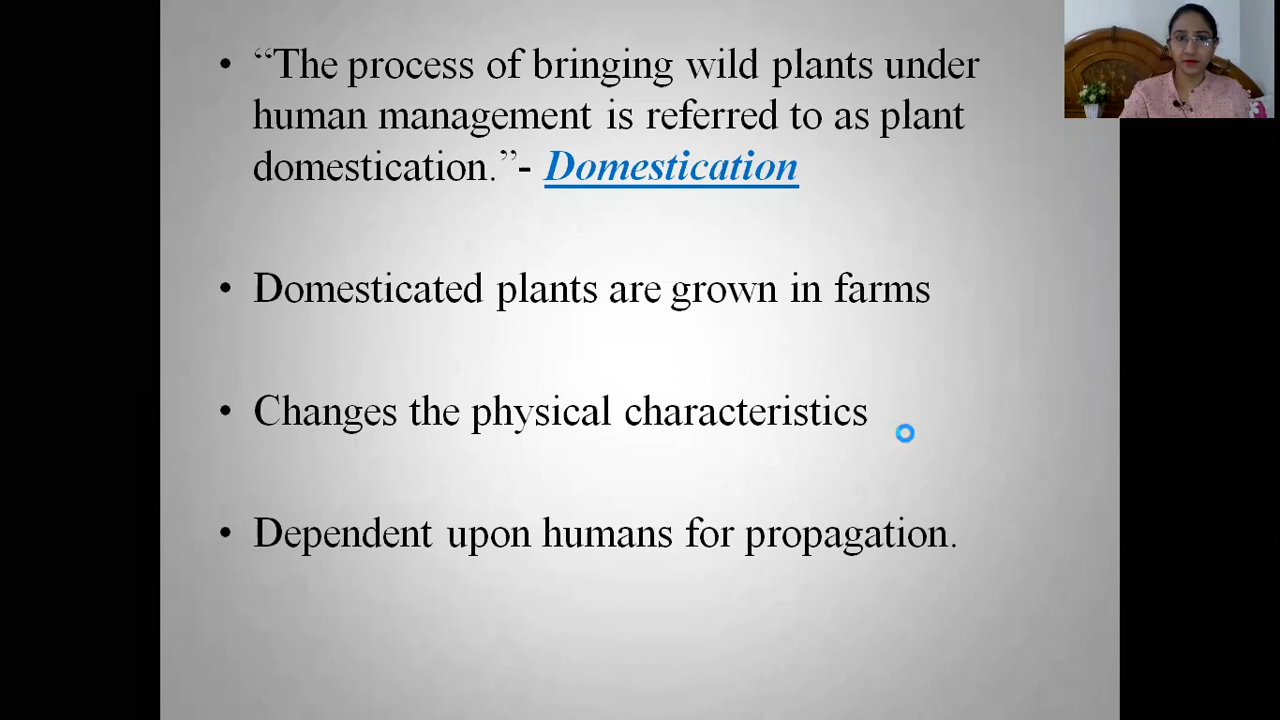 • “The process of bringing wild plants under
human management is referred to as plant
domestication.”- Domestication
• Domesticated plants are grown in farms
• Changes the physical characteristics
• Dependent upon humans for propagation.